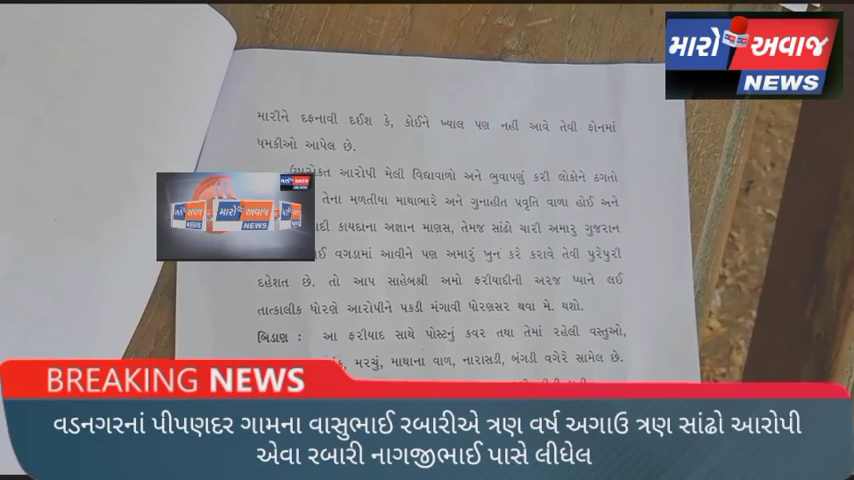 મારો અવાજ
NEWS
મારીને દફનાવી દઈશ કે, કોઈને ખ્યાલ પણ નહીં આવે તેવી ફોનમાં
ધમકીઓ આપેલ છે.
ઉપરોક્ત આરોપી મેલી વિદ્યાવાળો અને ભુવાપણું કરી લોકોને ઠગતો
તેના મળતીયા માથાભારે અને ગુનાહીત પ્રવૃતિ વાળા હોઈ અને
કાયદાના અજ્ઞાન માણસ, તેમજ સાંઢો ચારી અમારુ ગુજરાન
વગડામાં આવીને પણ અમારું ખુન કરે કરાવે તેવી પુરેપુરી
દહેશત છે. તો આપ સાહેબશ્રી અમો ફરીયાદીની અરજ ધ્યાને લઈ
તાત્કાલીક ધોરણે આરોપીને પકડી મંગાવી ધોરણસર થવા મે. થશો.
બિડાણ : આ ફરીયાદ સાથે પોસ્ટનું કવર તથા તેમાં રહેલી વસ્તુઓ,
મરચું, માથાના વાળ, નારાસડી, બંગડી વગેરે સામેલ છે.
મારો અવાજ
NEWS
BREAKING NEWS
વડનગરનાં પીપણદર ગામના વાસુભાઈ રબારીએ ત્રણ વર્ષ અગાઉ ત્રણ સાંઢો આરોપી
એવા રબારી નાગજીભાઈ પાસે લીધેલ